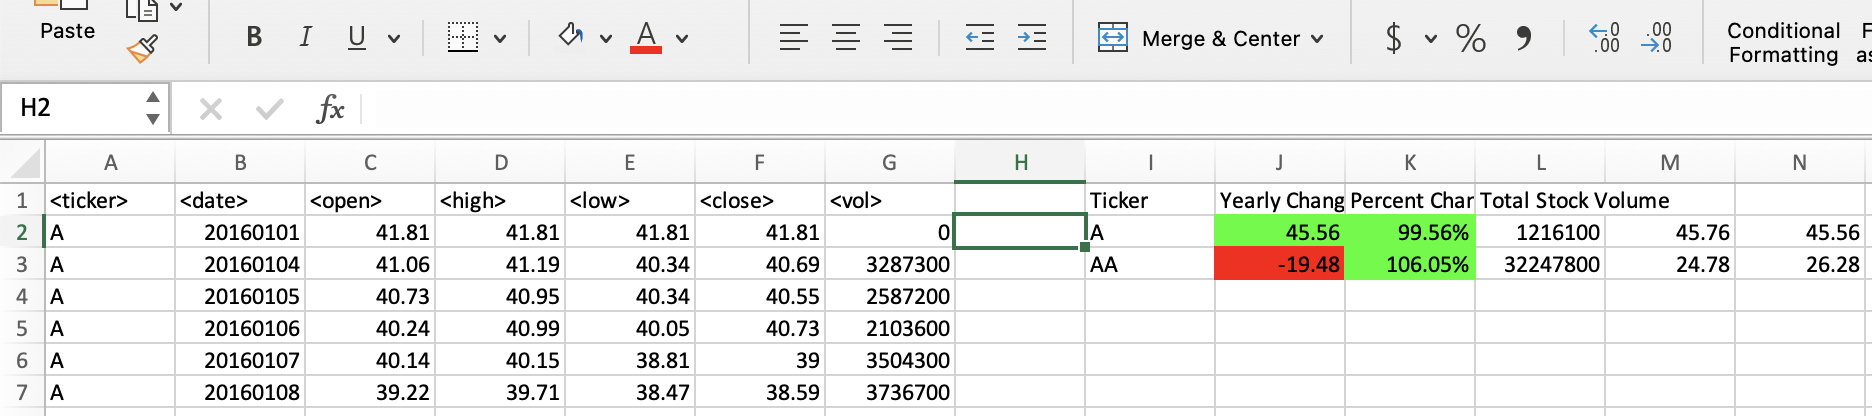 Paste
B I U A
Merge & Center
$ % 9
.00 .00
Conditional
Formatting
H2 fx
A B C D E F G H I J K L M N
1 <ticker> <date> <open> <high> <low> <close> <vol> Ticker Yearly Chang Percent Char Total Stock Volume
2 A 20160101 41.81 41.81 41.81 41.81 0 A 45.56 99.56% 1216100 45.76 45.56
3 A 20160104 41.06 41.19 40.34 40.69 3287300 AA -19.48 106.05% 32247800 24.78 26.28
4 A 20160105 40.73 40.95 40.34 40.55 2587200
5 A 20160106 40.24 40.99 40.05 40.73 2103600
6 A 20160107 40.14 40.15 38.81 39 3504300
7 A 20160108 39.22 39.71 38.47 38.59 3736700